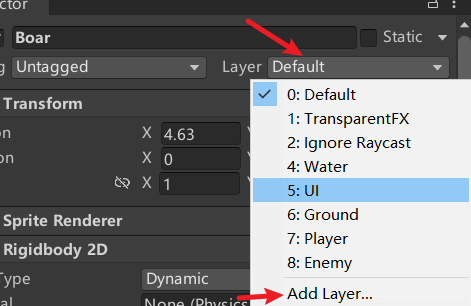 ctor
Boar
Static
g Untagged
Layer Default
0: Default
1: TransparentFX
2: Ignore Raycast
4: Water
5: UI
6: Ground
7: Player
8: Enemy
Add Layer...
Transform
on X 4.63
on X 0
X 1
Sprite Renderer
Rigidbody 2D
Type Dynamic
al None (Physics